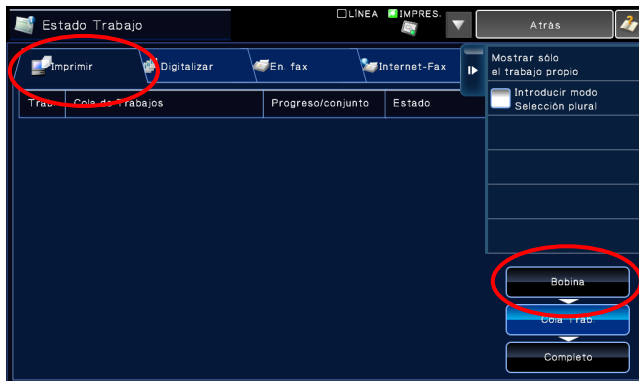 Estado Trabajo
LÍNEA
IMPRES.
Atrás
Imprimir
Digitalizar
En. fax
Internet-Fax
Mostrar sólo
el trabajo propio
Introducir modo
Selección plural
Trab. Cola de Trabajos Progreso/conjunto Estado
Bobina
Cola Trab.
Completo